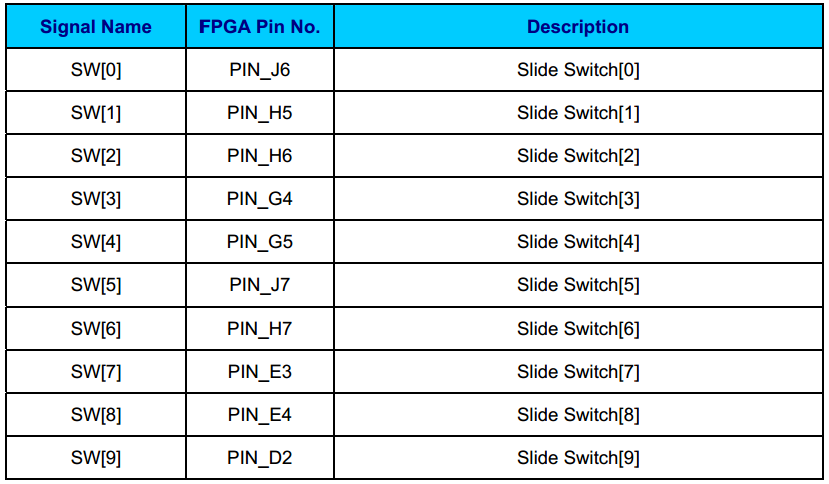 Signal Name FPGA Pin No. Description
SW[0] PIN_J6 Slide Switch[0]
SW[1] PIN_H5 Slide Switch[1]
SW[2] PIN_H6 Slide Switch[2]
SW[3] PIN_G4 Slide Switch[3]
SW[4] PIN_G5 Slide Switch[4]
SW[5] PIN_J7 Slide Switch[5]
SW[6] PIN_H7 Slide Switch[6]
SW[7] PIN_E3 Slide Switch[7]
SW[8] PIN_E4 Slide Switch[8]
SW[9] PIN_D2 Slide Switch[9]